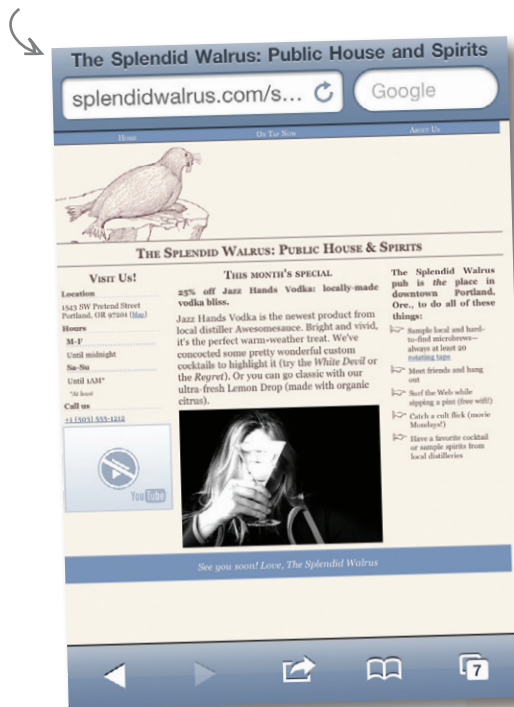 The Splendid Walrus: Public House and Spirits
splendidwalrus.com/s...
Google
Home
On Tap Now
About Us
The Splendid Walrus: Public House & Spirits
Visit Us!
Location
1543 SW Pretend Street
Portland, OR 97201 (Map)
Hours
M-F
Until midnight
Sa-Su
Until 1AM*
*At least
Call us
+1 (503) 555-1212
YouTube
This month's special
25% off Jazz Hands Vodka: locally-made
vodka bliss.
Jazz Hands Vodka is the newest product from
local distiller Awesomesauce. Bright and vivid,
it's the perfect warm-weather treat. We've
concocted some pretty wonderful custom
cocktails to highlight it (try the White Devil or
the Regret). Or you can go classic with our
ultra-fresh Lemon Drop (made with organic
citrus).
The Splendid Walrus
pub is the place in
downtown Portland,
Ore., to do all of these
things:
Sample local and hard-
to-find microbrews—
always at least 20
rotating taps
Meet friends and hang
out
Surf the Web while
sipping a pint (free wifi!)
Catch a cult flick (movie
Mondays!)
Have a favorite cocktail
or sample spirits from
local distilleries
See you soon! Love, The Splendid Walrus
7